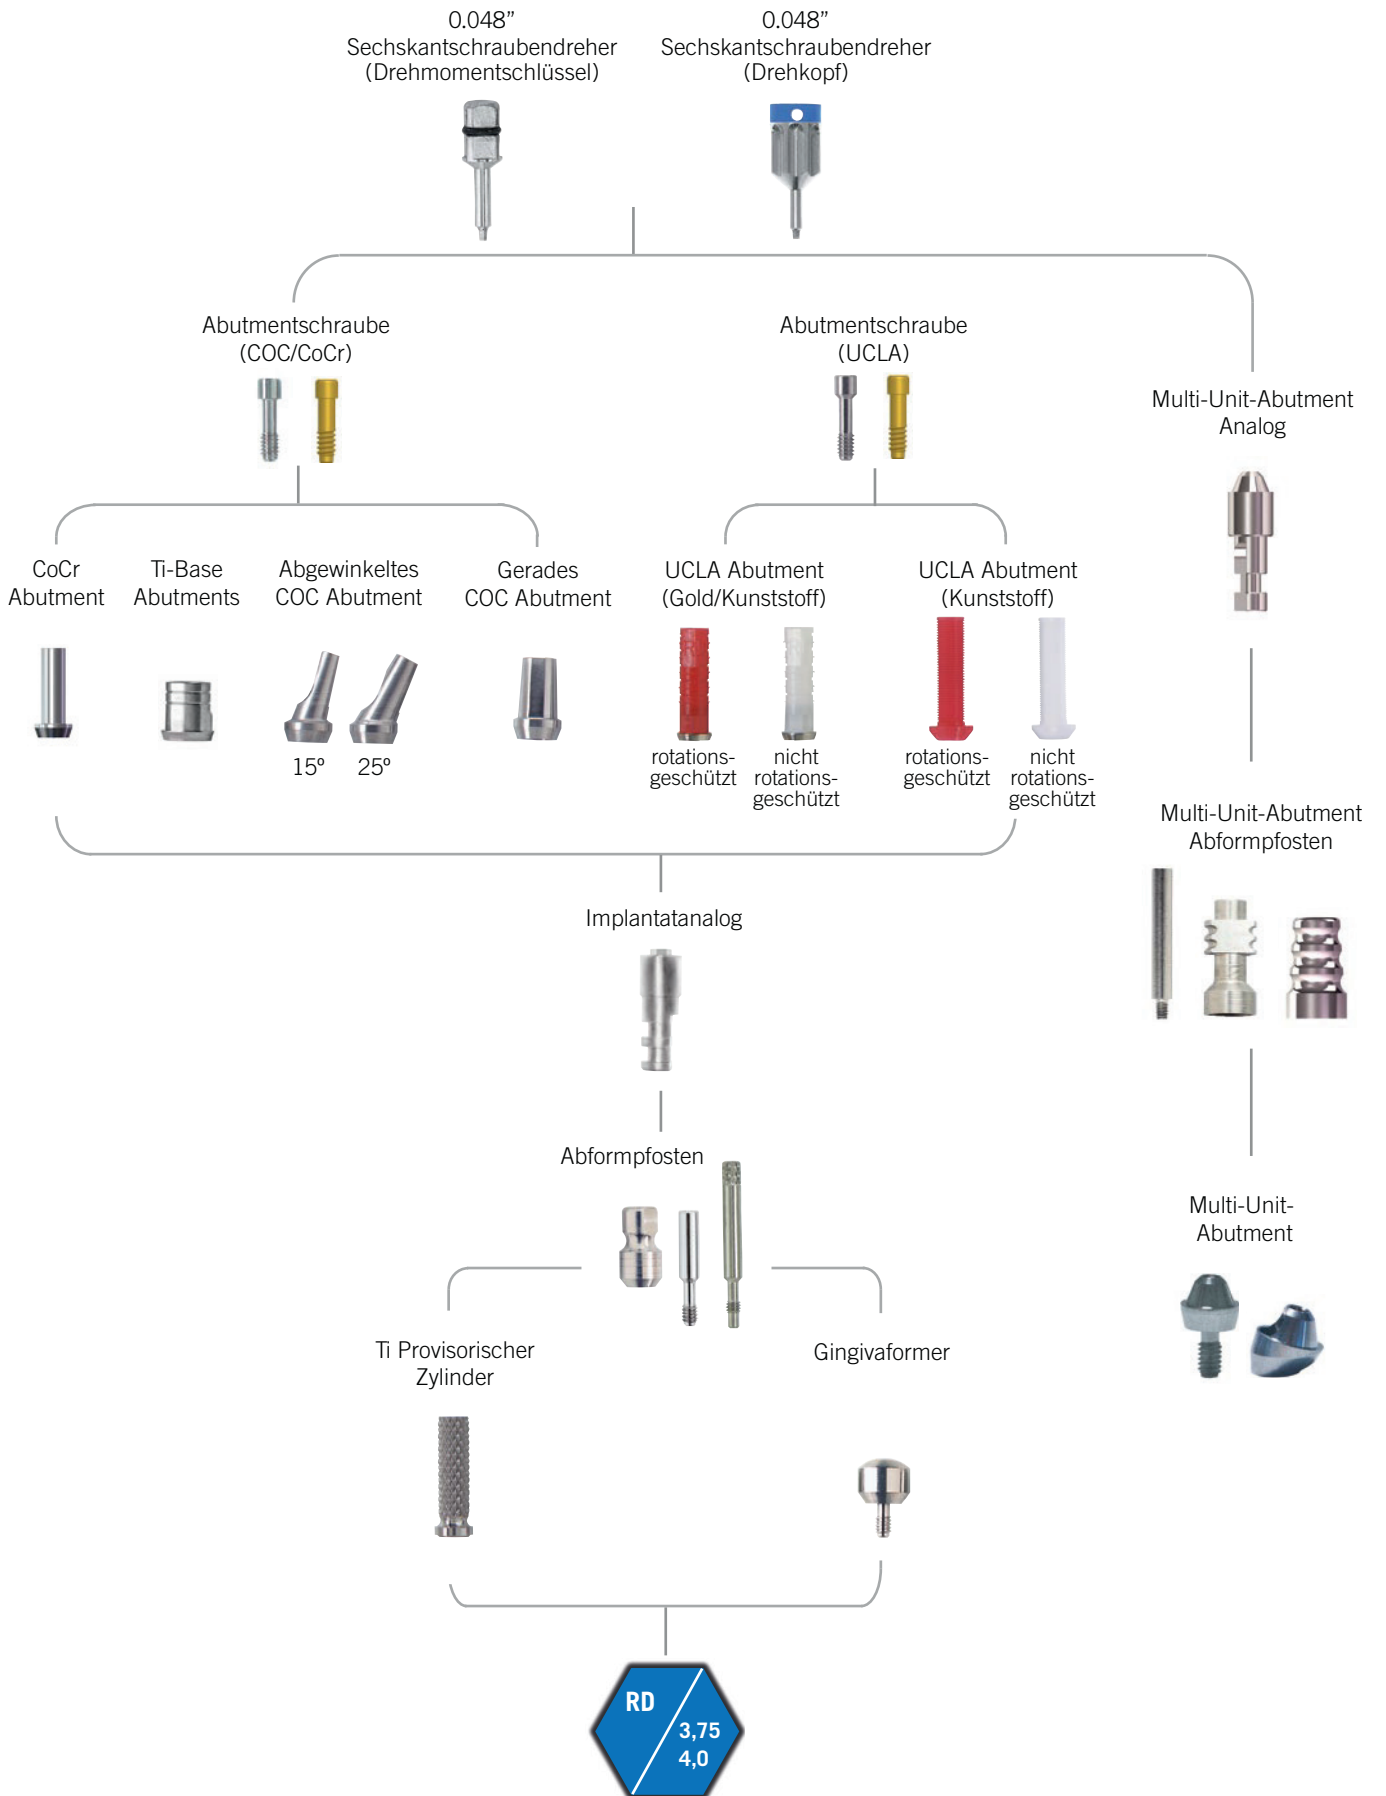 0.048”
Sechskantschraubendreher
(Drehmomentschlüssel)
0.048”
Sechskantschraubendreher
(Drehkopf)
Abutmentschraube
(COC/CoCr)
Abutmentschraube
(UCLA)
Multi-Unit-Abutment
Analog
CoCr
Abutment
Ti-Base
Abutments
Abgewinkeltes
COC Abutment
Gerades
COC Abutment
UCLA Abutment
(Gold/Kunststoff)
UCLA Abutment
(Kunststoff)
15º
25º
rotations-
geschützt
nicht
rotations-
geschützt
rotations-
geschützt
nicht
rotations-
geschützt
Multi-Unit-Abutment
Abformpfosten
Implantatanalog
Abformpfosten
Multi-Unit-
Abutment
Ti Provisorischer
Zylinder
Gingivaformer
RD
3,75
4,0